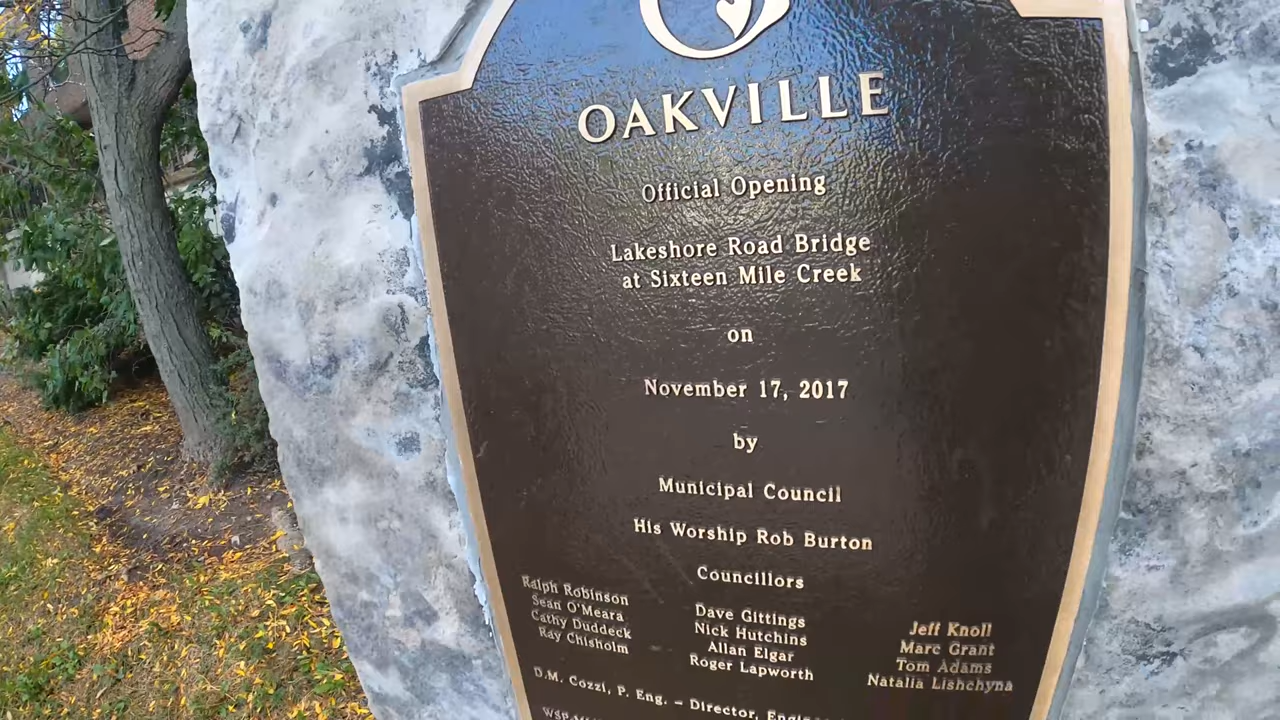 OAKVILLE
Official Opening
Lakeshore Road Bridge
at Sixteen Mile Creek
on
November 17, 2017
by
Municipal Council
His Worship Rob Burton
Councillors
Ralph Robinson
Sean O'Meara
Cathy Duddeck
Ray Chisholm
Dave Gittings
Nick Hutchins
Allan Elgar
Roger Lapworth
Jeff Knoll
Marc Grant
Tom Adams
Natalia Lishchyna
D.M. Cozzi, P. Eng. – Director,
WSP